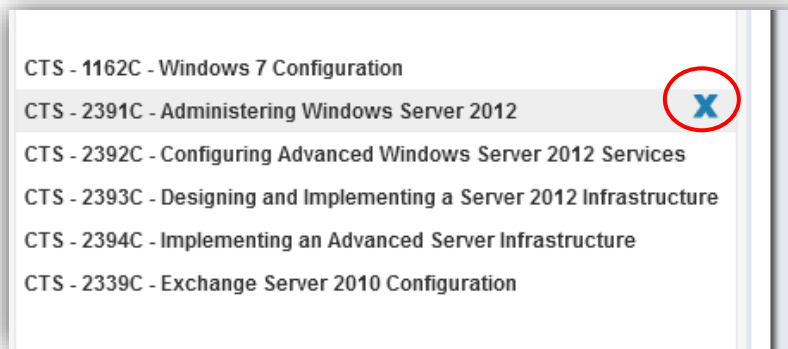 CTS - 1162C - Windows 7 Configuration
CTS - 2391C - Administering Windows Server 2012 X
CTS - 2392C - Configuring Advanced Windows Server 2012 Services
CTS - 2393C - Designing and Implementing a Server 2012 Infrastructure
CTS - 2394C - Implementing an Advanced Server Infrastructure
CTS - 2339C - Exchange Server 2010 Configuration